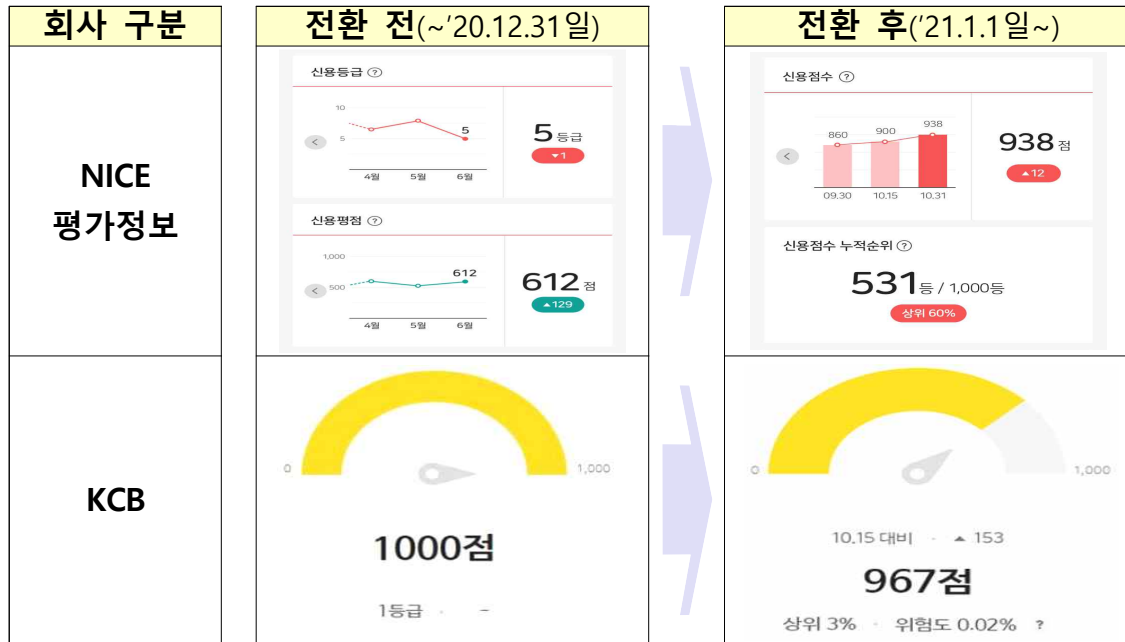 회사 구분
전환 전(~′20.12.31일)
전환 후(′21.1.1일~)
NICE
평가정보
신용등급 ?
10
5
5
4월 5월 6월
<
5 등급
▼1
신용평점 ?
1,000
500
612
4월 5월 6월
<
612 점
▲129
신용점수 ?
860 900 938
09.30 10.15 10.31
<
938 점
▲12
신용점수 누적순위 ?
531등 / 1,000등
상위 60%
KCB
0
1,000
1000점
1등급 · -
0
1,000
10.15 대비 · ▲ 153
967점
상위 3% · 위험도 0.02% ?